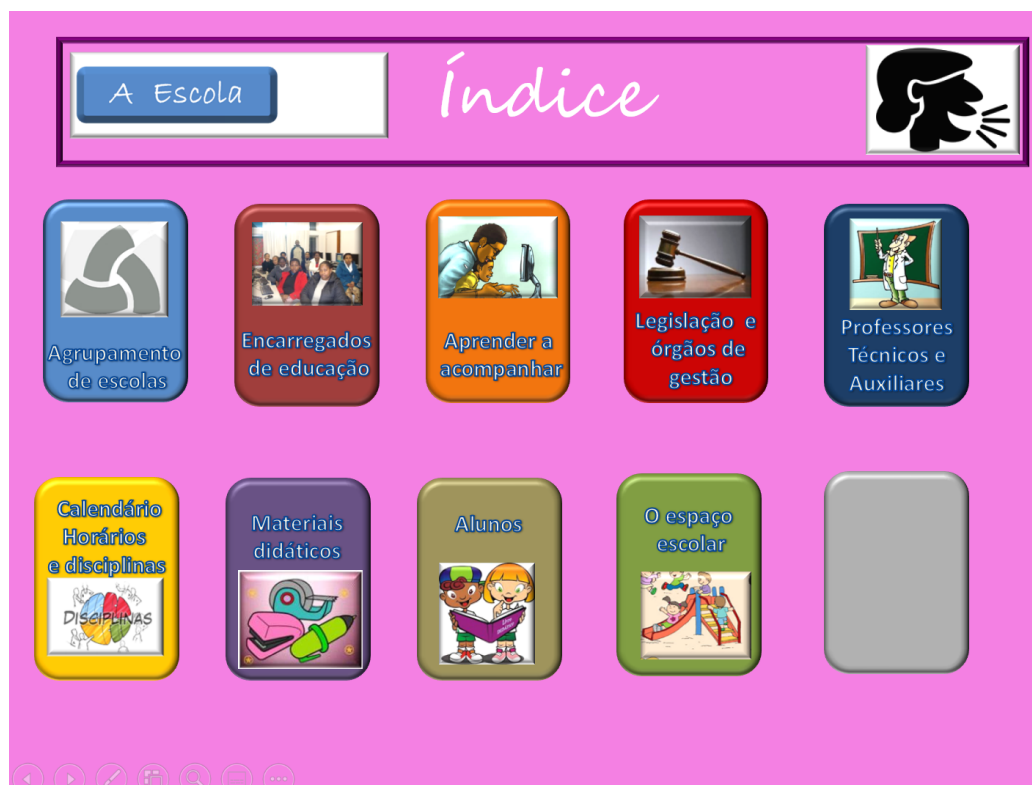 A Escola
Índice
Agrupamento
de escolas
Encarregados
de educação
Aprender a
acompanhar
Legislação e
órgãos de
gestão
Professores
Técnicos e
Auxiliares
Calendário
Horários
e disciplinas
DISCIPLINAS
Materiais
didáticos
Alunos
O espaço
escolar